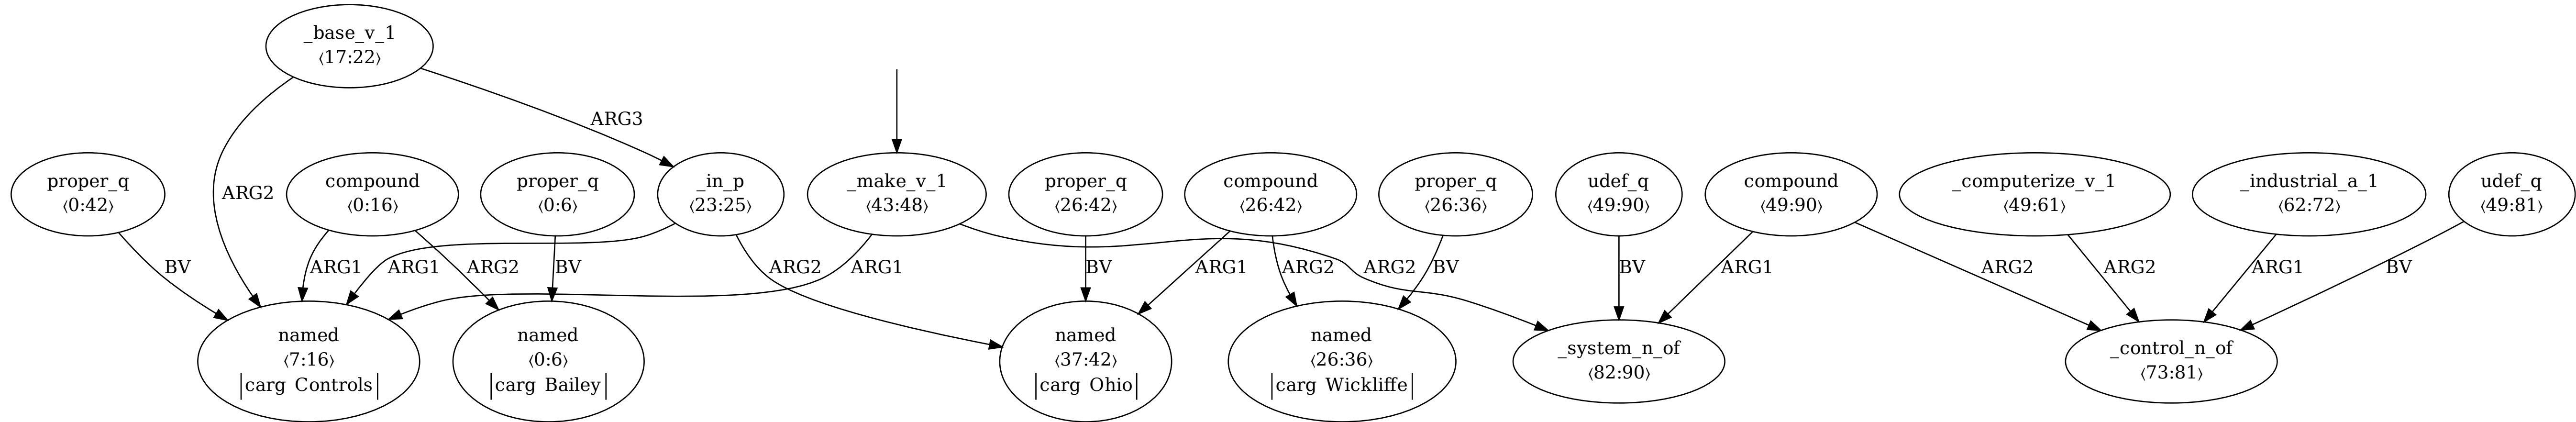 _base_v_1
⟨17:22⟩
ARG3
proper_q
⟨0:42⟩
ARG2
compound
⟨0:16⟩
proper_q
⟨0:6⟩
_in_p
⟨23:25⟩
_make_v_1
⟨43:48⟩
proper_q
⟨26:42⟩
compound
⟨26:42⟩
proper_q
⟨26:36⟩
udef_q
⟨49:90⟩
compound
⟨49:90⟩
_computerize_v_1
⟨49:61⟩
_industrial_a_1
⟨62:72⟩
udef_q
⟨49:81⟩
BV
ARG1
ARG1
ARG2
BV
ARG2
ARG1
BV
ARG1
ARG2
ARG2
BV
BV
ARG1
ARG2
ARG2
ARG1
BV
named
⟨7:16⟩
carg Controls
named
⟨0:6⟩
carg Bailey
named
⟨37:42⟩
carg Ohio
named
⟨26:36⟩
carg Wickliffe
_system_n_of
⟨82:90⟩
_control_n_of
⟨73:81⟩